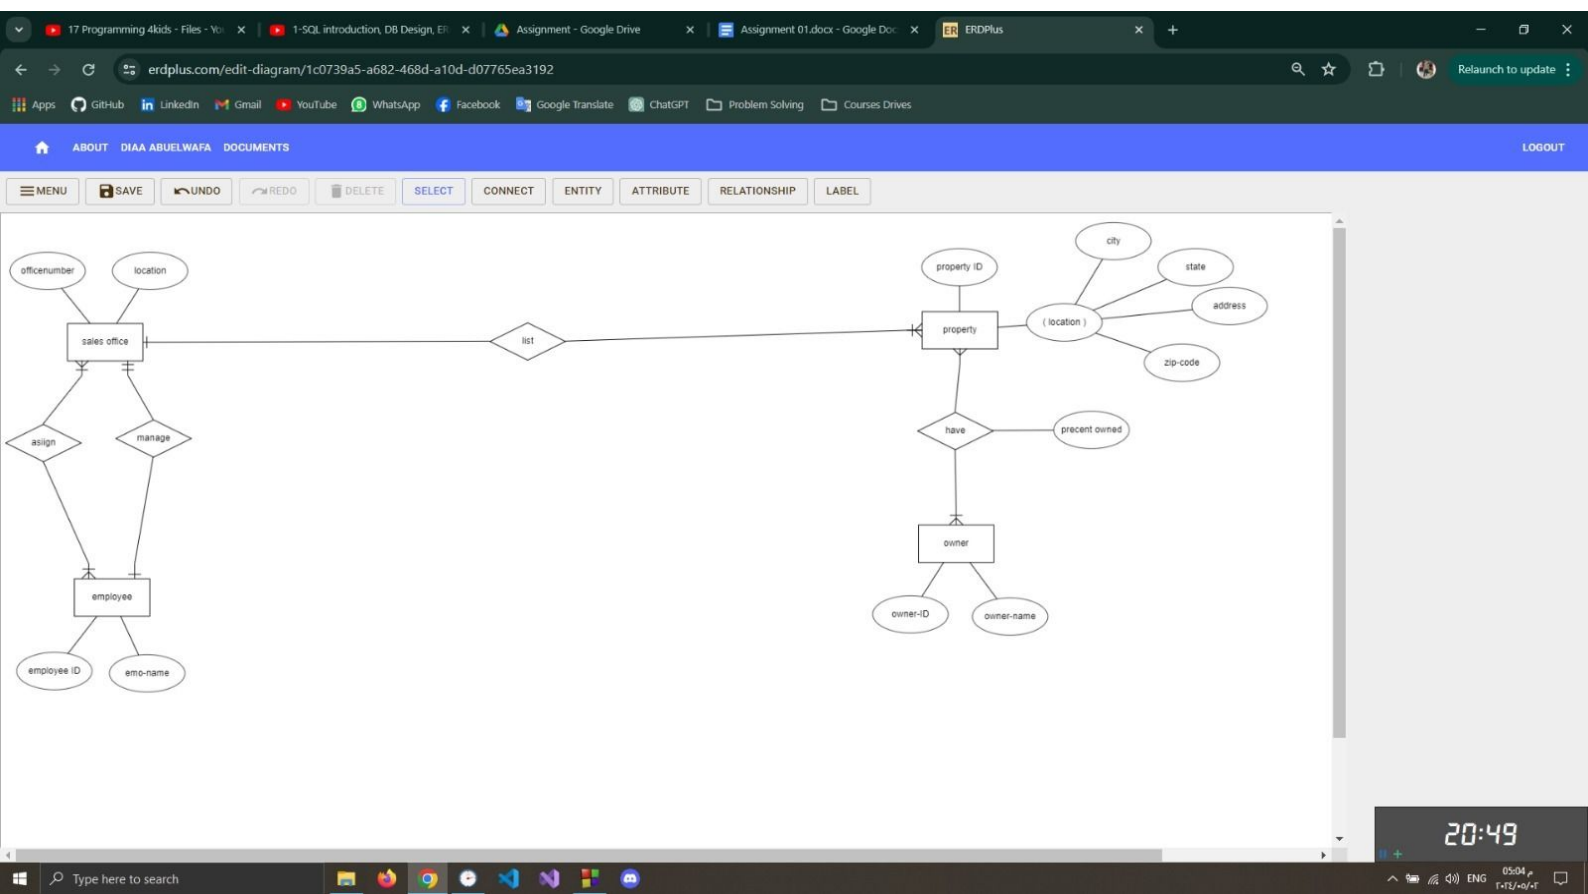 17 Programming 4kids - Files - You
1-SQL introduction, DB Design, ER
Assignment - Google Drive
Assignment 01.docx - Google Doc
ER ERDPlus
erdplus.com/edit-diagram/1c0739a5-a682-468d-a10d-d07765ea3192
Relaunch to update
Apps GitHub LinkedIn Gmail YouTube WhatsApp Facebook Google Translate ChatGPT Problem Solving Courses Drives
ABOUT DIAA ABUELWAFA DOCUMENTS LOGOUT
MENU SAVE UNDO REDO DELETE SELECT CONNECT ENTITY ATTRIBUTE RELATIONSHIP LABEL
city
property ID
state
officenumber
location
address
( location )
property
sales office
list
zip-code
have
precent owned
asiign
manage
owner
employee
owner-ID
owner-name
employee ID
emo-name
20:49
Type here to search
ENG
05:04 م
٢٠٢٤/٠٥/٠٢